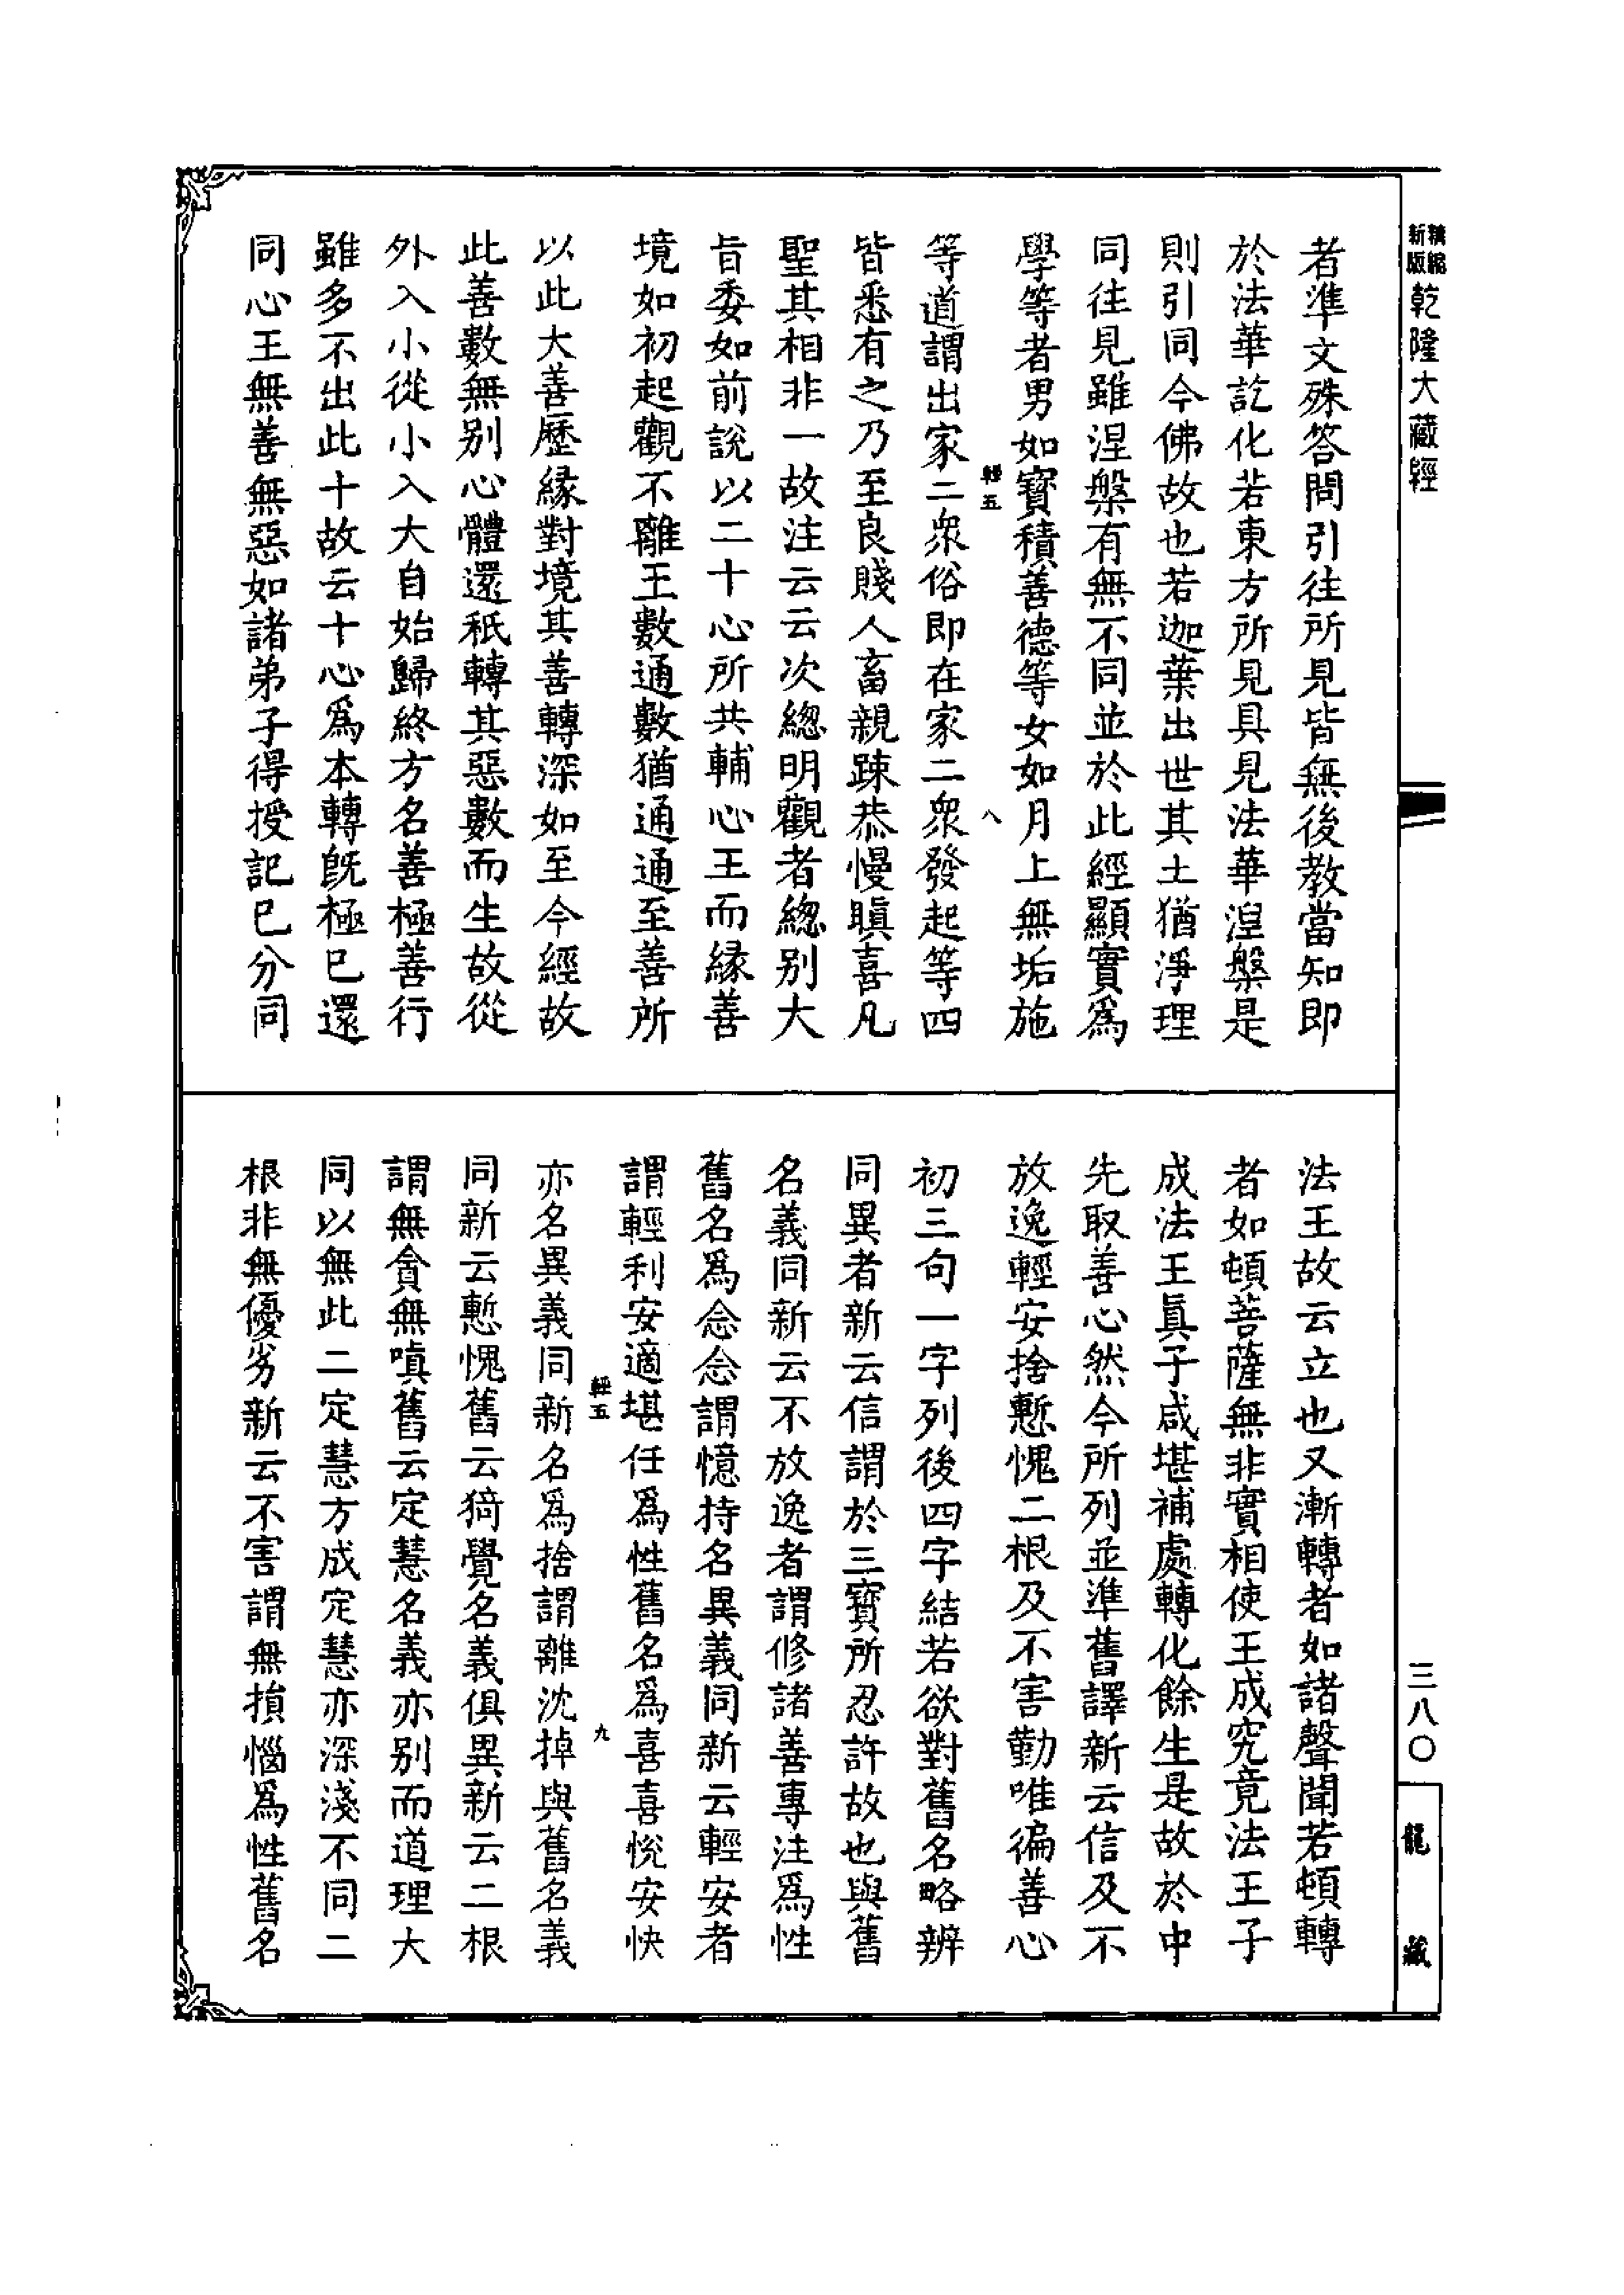 精縮
新版
乾隆大藏經
者準文殊答問引往所見皆無後教當知即
於法華訖化若東方所見具見法華涅槃是
則引同今佛故也若迦葉出世其土猶淨理
同往見雖涅槃有無不同並於此經顯實爲
學等者男如寳積善德等女如月上無垢施
輕五
八
等道謂出家二衆俗即在家二衆發起等四
皆悉有之乃至良賤人畜親踈恭慢瞋喜凡
聖其相非一故注云云次緫明觀者緫别大
旨委如前説以二十心所共輔心王而緣善
境如初起觀不離王數通數猶通通至善所
以此大善歷緣對境其善轉深如至今經故
此善數無别心體還秖轉其惡數而生故從
外入小從小入大自始歸終方名善極善行
雖多不出此十故云十心爲本轉旣極已還
同心王無善無惡如諸弟子得授記已分同
法王故云立也又漸轉者如諸聲聞若頓轉
者如頓菩薩無非實相使王成究竟法王子
成法王眞子咸堪補處轉化餘生是故於中
先取善心然今所列並準舊譯新云信及不
放逸輕安捨慙愧二根及不害勤唯徧善心
初三句一字列後四字結若欲對舊名略辨
同異者新云信謂於三寳所忍許故也與舊
名義同新云不放逸者謂修諸善專注爲性
舊名爲念念謂憶持名異義同新云輕安者
謂輕利安適堪任爲性舊名爲喜喜悅安快
輕五
九
亦名異義同新名爲捨謂離沈掉與舊名義
同新云慙愧舊云猗覺名義俱異新云二根
謂無貪無嗔舊云定慧名義亦别而道理大
同以無此二定慧方成定慧亦深淺不同二
根非無優劣新云不害謂無損惱爲性舊名
三八〇
龍藏